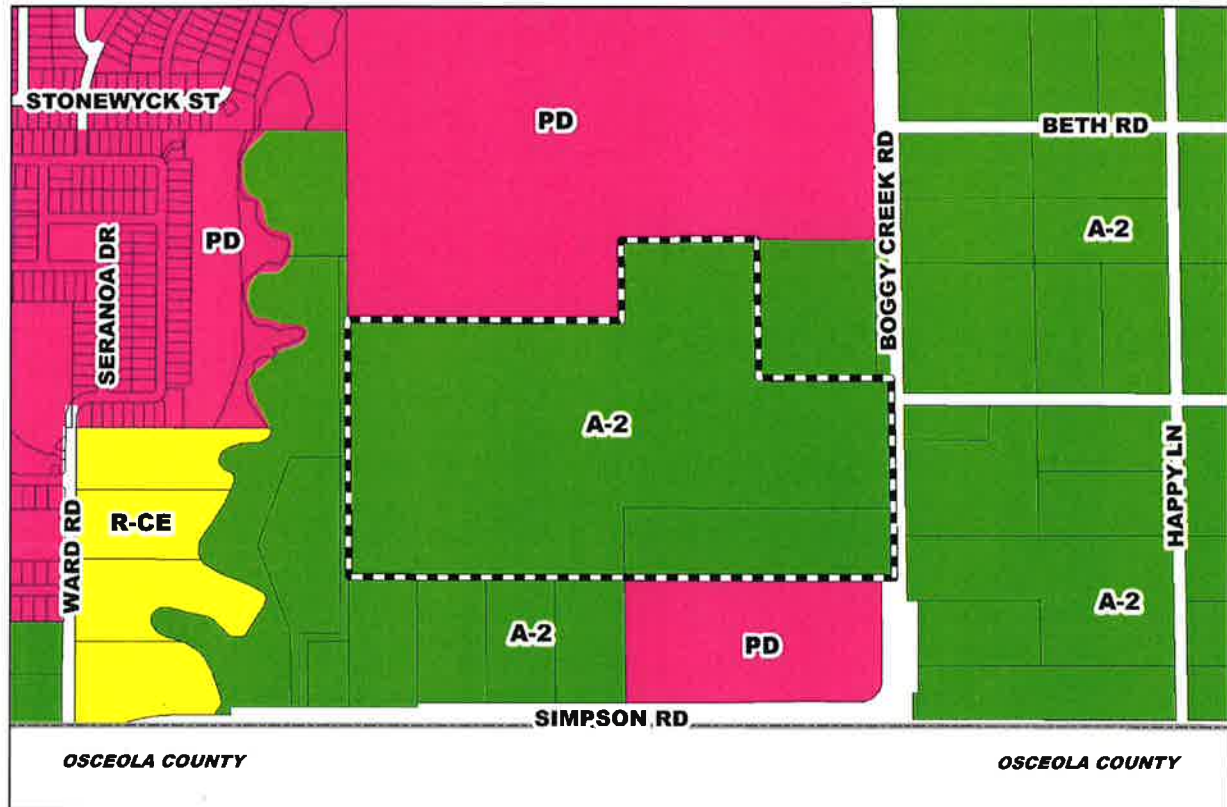 STONEWYCK ST
PD
BETH RD
SERANOA DR
PD
BOGGY CREEK RD
A-2
A-2
WARD RD
R-CE
HAPPY LN
A-2
PD
A-2
SIMPSON RD
OSCEOLA COUNTY
OSCEOLA COUNTY